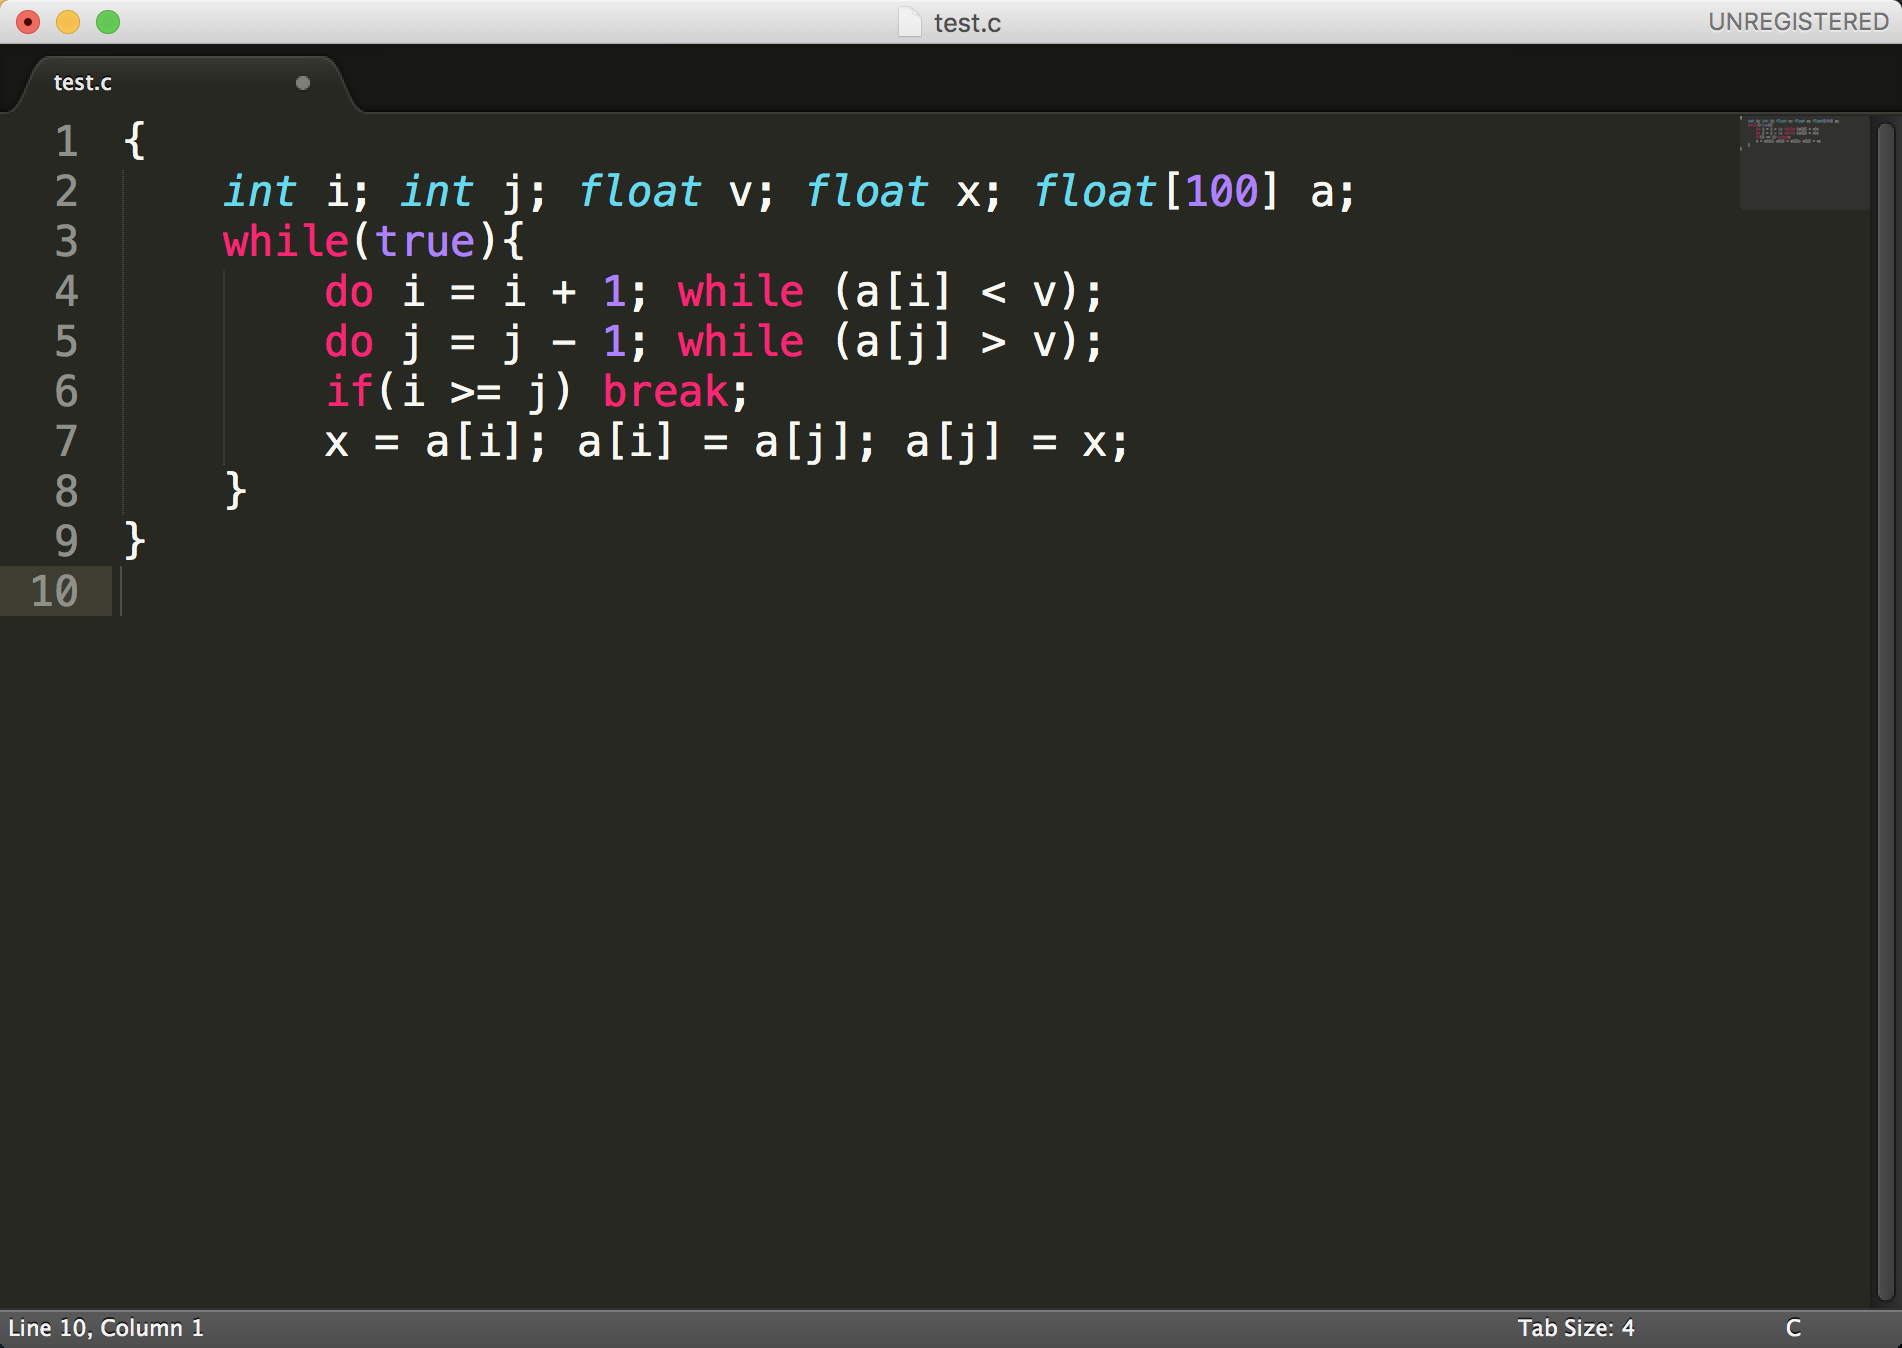 test.c
UNREGISTERED
test.c
1 {
2     int i; int j; float v; float x; float[100] a;
3     while(true){
4         do i = i + 1; while (a[i] < v);
5         do j = j - 1; while (a[j] > v);
6         if(i >= j) break;
7         x = a[i]; a[i] = a[j]; a[j] = x;
8     }
9 }
10
Line 10, Column 1
Tab Size: 4
C